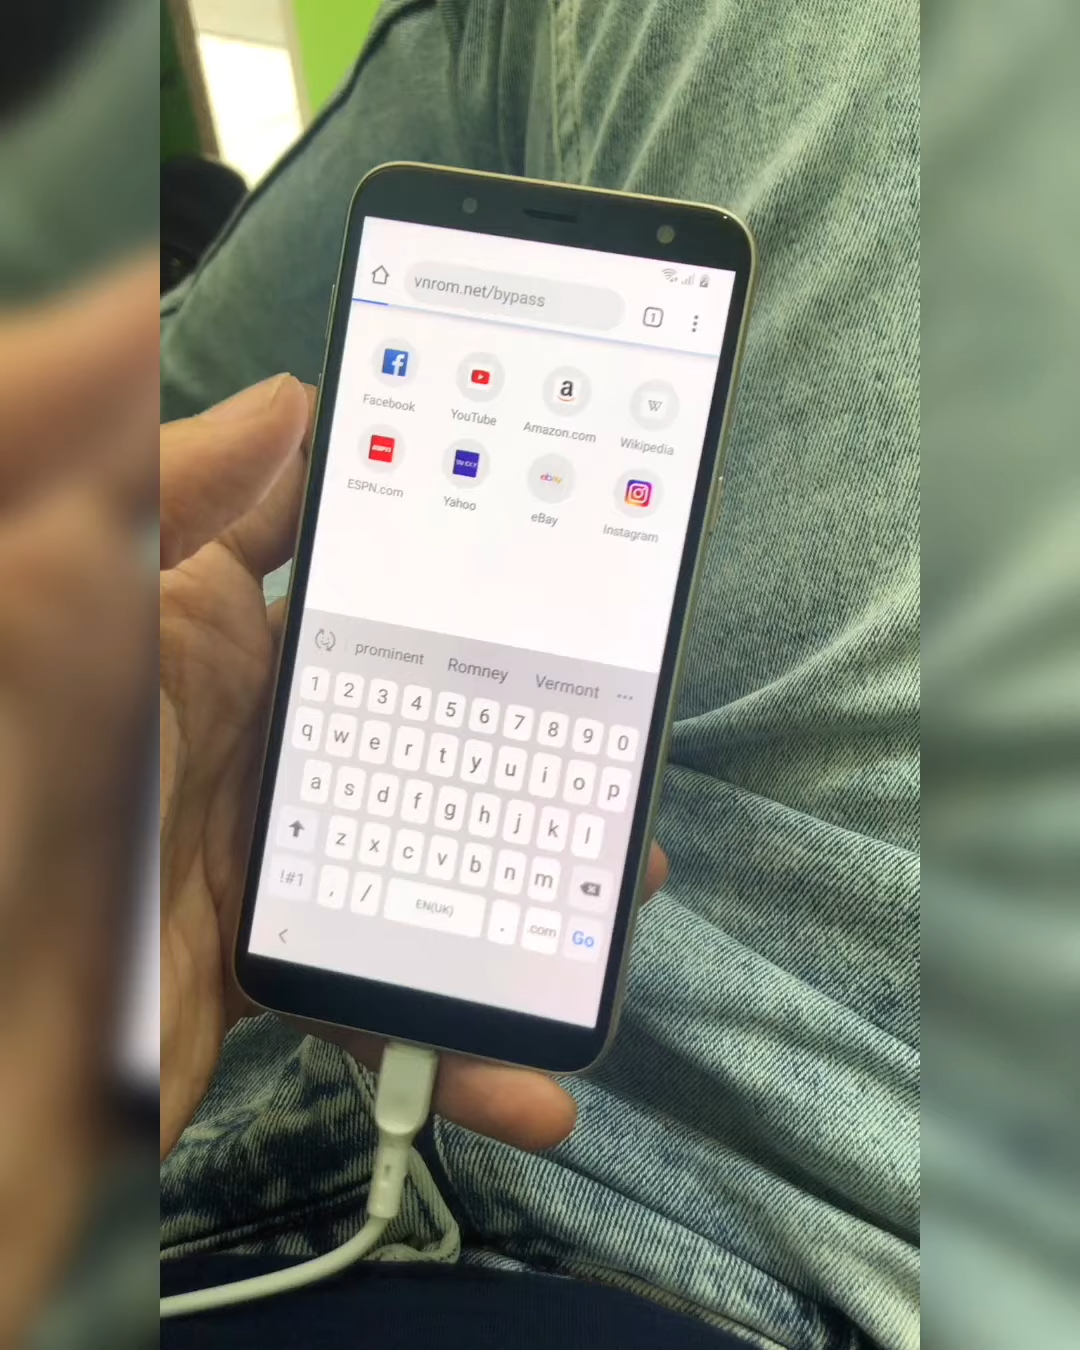 vnrom.net/bypass
1
Facebook
YouTube
Amazon.com
Wikipedia
ESPN.com
Yahoo
eBay
Instagram
prominent Romney Vermont
1 2 3 4 5 6 7 8 9 0
q w e r t y u i o p
a s d f g h j k l
z x c v b n m
!#1 , / EN(UK) . .com Go